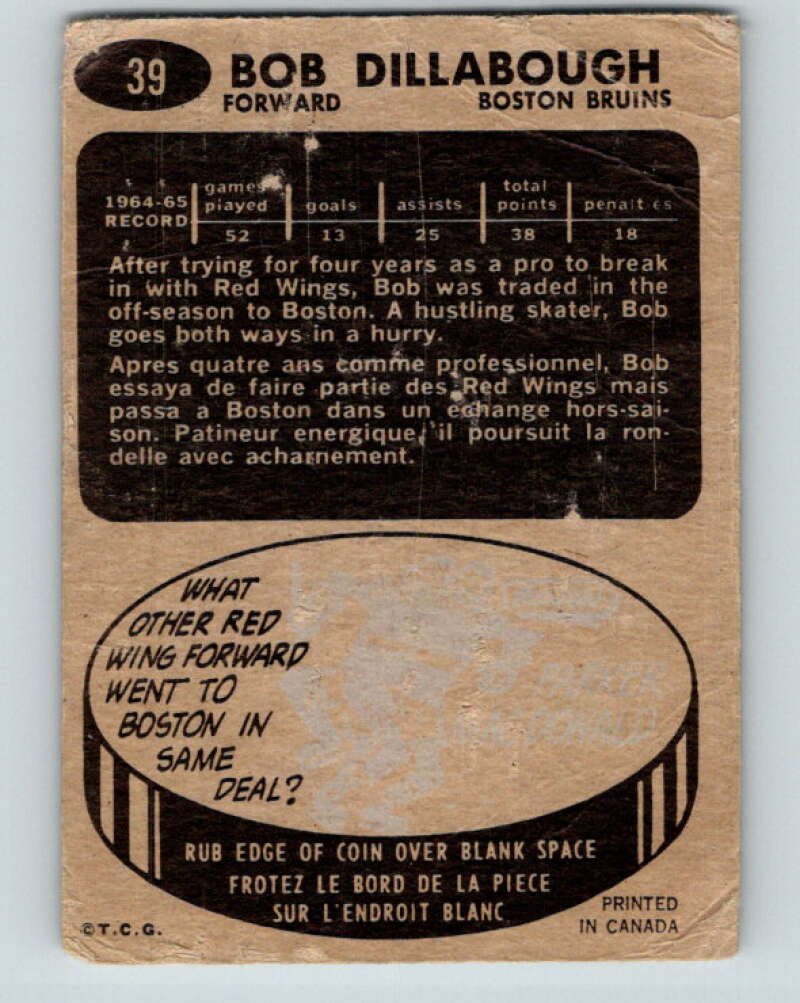 39
BOB DILLABOUGH
FORWARD BOSTON BRUINS
1964-65 RECORD games played goals assists total points penalties
52 13 25 38 18
After trying for four years as a pro to break
in with Red Wings, Bob was traded in the
off-season to Boston. A hustling skater, Bob
goes both ways in a hurry.
Apres quatre ans comme professionnel, Bob
essaya de faire partie des Red Wings mais
passa a Boston dans un echange hors-sai-
son. Patineur energique, il poursuit la ron-
delle avec acharnement.
WHAT
OTHER RED
WING FORWARD
WENT TO
BOSTON IN
SAME
DEAL?
PARKER
MacDONALD
RUB EDGE OF COIN OVER BLANK SPACE
FROTEZ LE BORD DE LA PIECE
SUR L'ENDROIT BLANC
©T.C.G.
PRINTED
IN CANADA